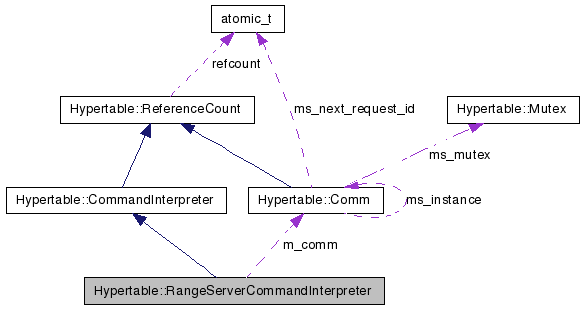 atomic_t
refcount
Hypertable::ReferenceCount
ms_next_request_id
Hypertable::Mutex
ms_mutex
Hypertable::CommandInterpreter
Hypertable::Comm
ms_instance
m_comm
Hypertable::RangeServerCommandInterpreter